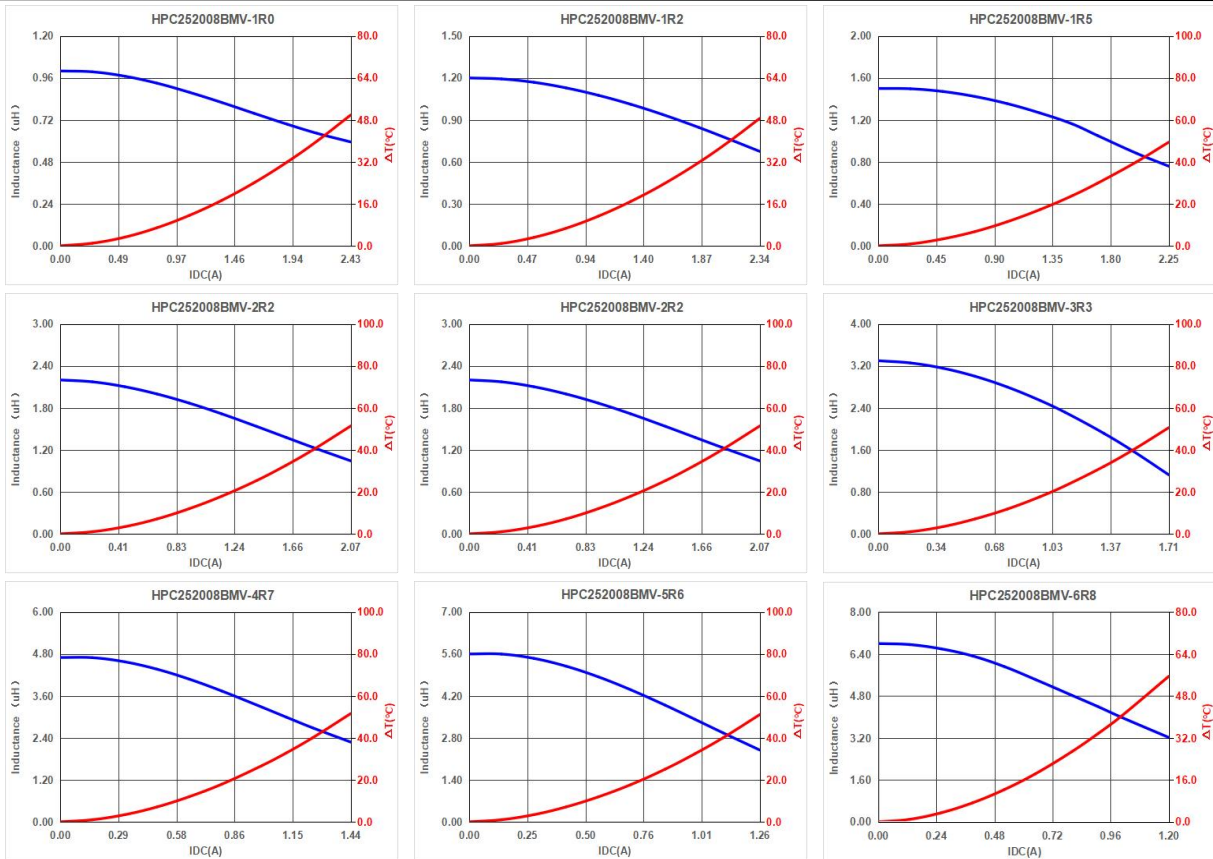 HPC252008BMV-1R0
1.20
0.96
0.72
0.48
0.24
0.00
Inductance （uH）
80.0
64.0
48.0
32.0
16.0
0.0
ΔT(℃)
0.00 0.49 0.97 1.46 1.94 2.43
IDC(A)
HPC252008BMV-1R2
1.50
1.20
0.90
0.60
0.30
0.00
Inductance （uH）
80.0
64.0
48.0
32.0
16.0
0.0
ΔT(℃)
0.00 0.47 0.94 1.40 1.87 2.34
IDC(A)
HPC252008BMV-1R5
2.00
1.60
1.20
0.80
0.40
0.00
Inductance （uH）
100.0
80.0
60.0
40.0
20.0
0.0
ΔT(℃)
0.00 0.45 0.90 1.35 1.80 2.25
IDC(A)
HPC252008BMV-2R2
3.00
2.40
1.80
1.20
0.60
0.00
Inductance （uH）
100.0
80.0
60.0
40.0
20.0
0.0
ΔT(℃)
0.00 0.41 0.83 1.24 1.66 2.07
IDC(A)
HPC252008BMV-2R2
3.00
2.40
1.80
1.20
0.60
0.00
Inductance （uH）
100.0
80.0
60.0
40.0
20.0
0.0
ΔT(℃)
0.00 0.41 0.83 1.24 1.66 2.07
IDC(A)
HPC252008BMV-3R3
4.00
3.20
2.40
1.60
0.80
0.00
Inductance （uH）
100.0
80.0
60.0
40.0
20.0
0.0
ΔT(℃)
0.00 0.34 0.68 1.03 1.37 1.71
IDC(A)
HPC252008BMV-4R7
6.00
4.80
3.60
2.40
1.20
0.00
Inductance （uH）
100.0
80.0
60.0
40.0
20.0
0.0
ΔT(℃)
0.00 0.29 0.58 0.86 1.15 1.44
IDC(A)
HPC252008BMV-5R6
7.00
5.60
4.20
2.80
1.40
0.00
Inductance （uH）
100.0
80.0
60.0
40.0
20.0
0.0
ΔT(℃)
0.00 0.25 0.50 0.76 1.01 1.26
IDC(A)
HPC252008BMV-6R8
8.00
6.40
4.80
3.20
1.60
0.00
Inductance （uH）
80.0
64.0
48.0
32.0
16.0
0.0
ΔT(℃)
0.00 0.24 0.48 0.72 0.96 1.20
IDC(A)